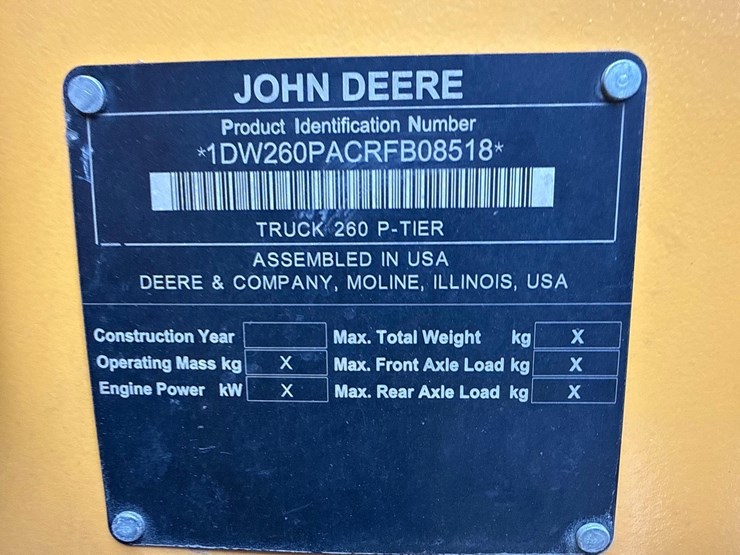 JOHN DEERE
Product Identification Number
*1DW260PACRFB08518*
TRUCK 260 P-TIER
ASSEMBLED IN USA
DEERE & COMPANY, MOLINE, ILLINOIS, USA
Construction Year Max. Total Weight kg X
Operating Mass kg X Max. Front Axle Load kg X
Engine Power kW X Max. Rear Axle Load kg X